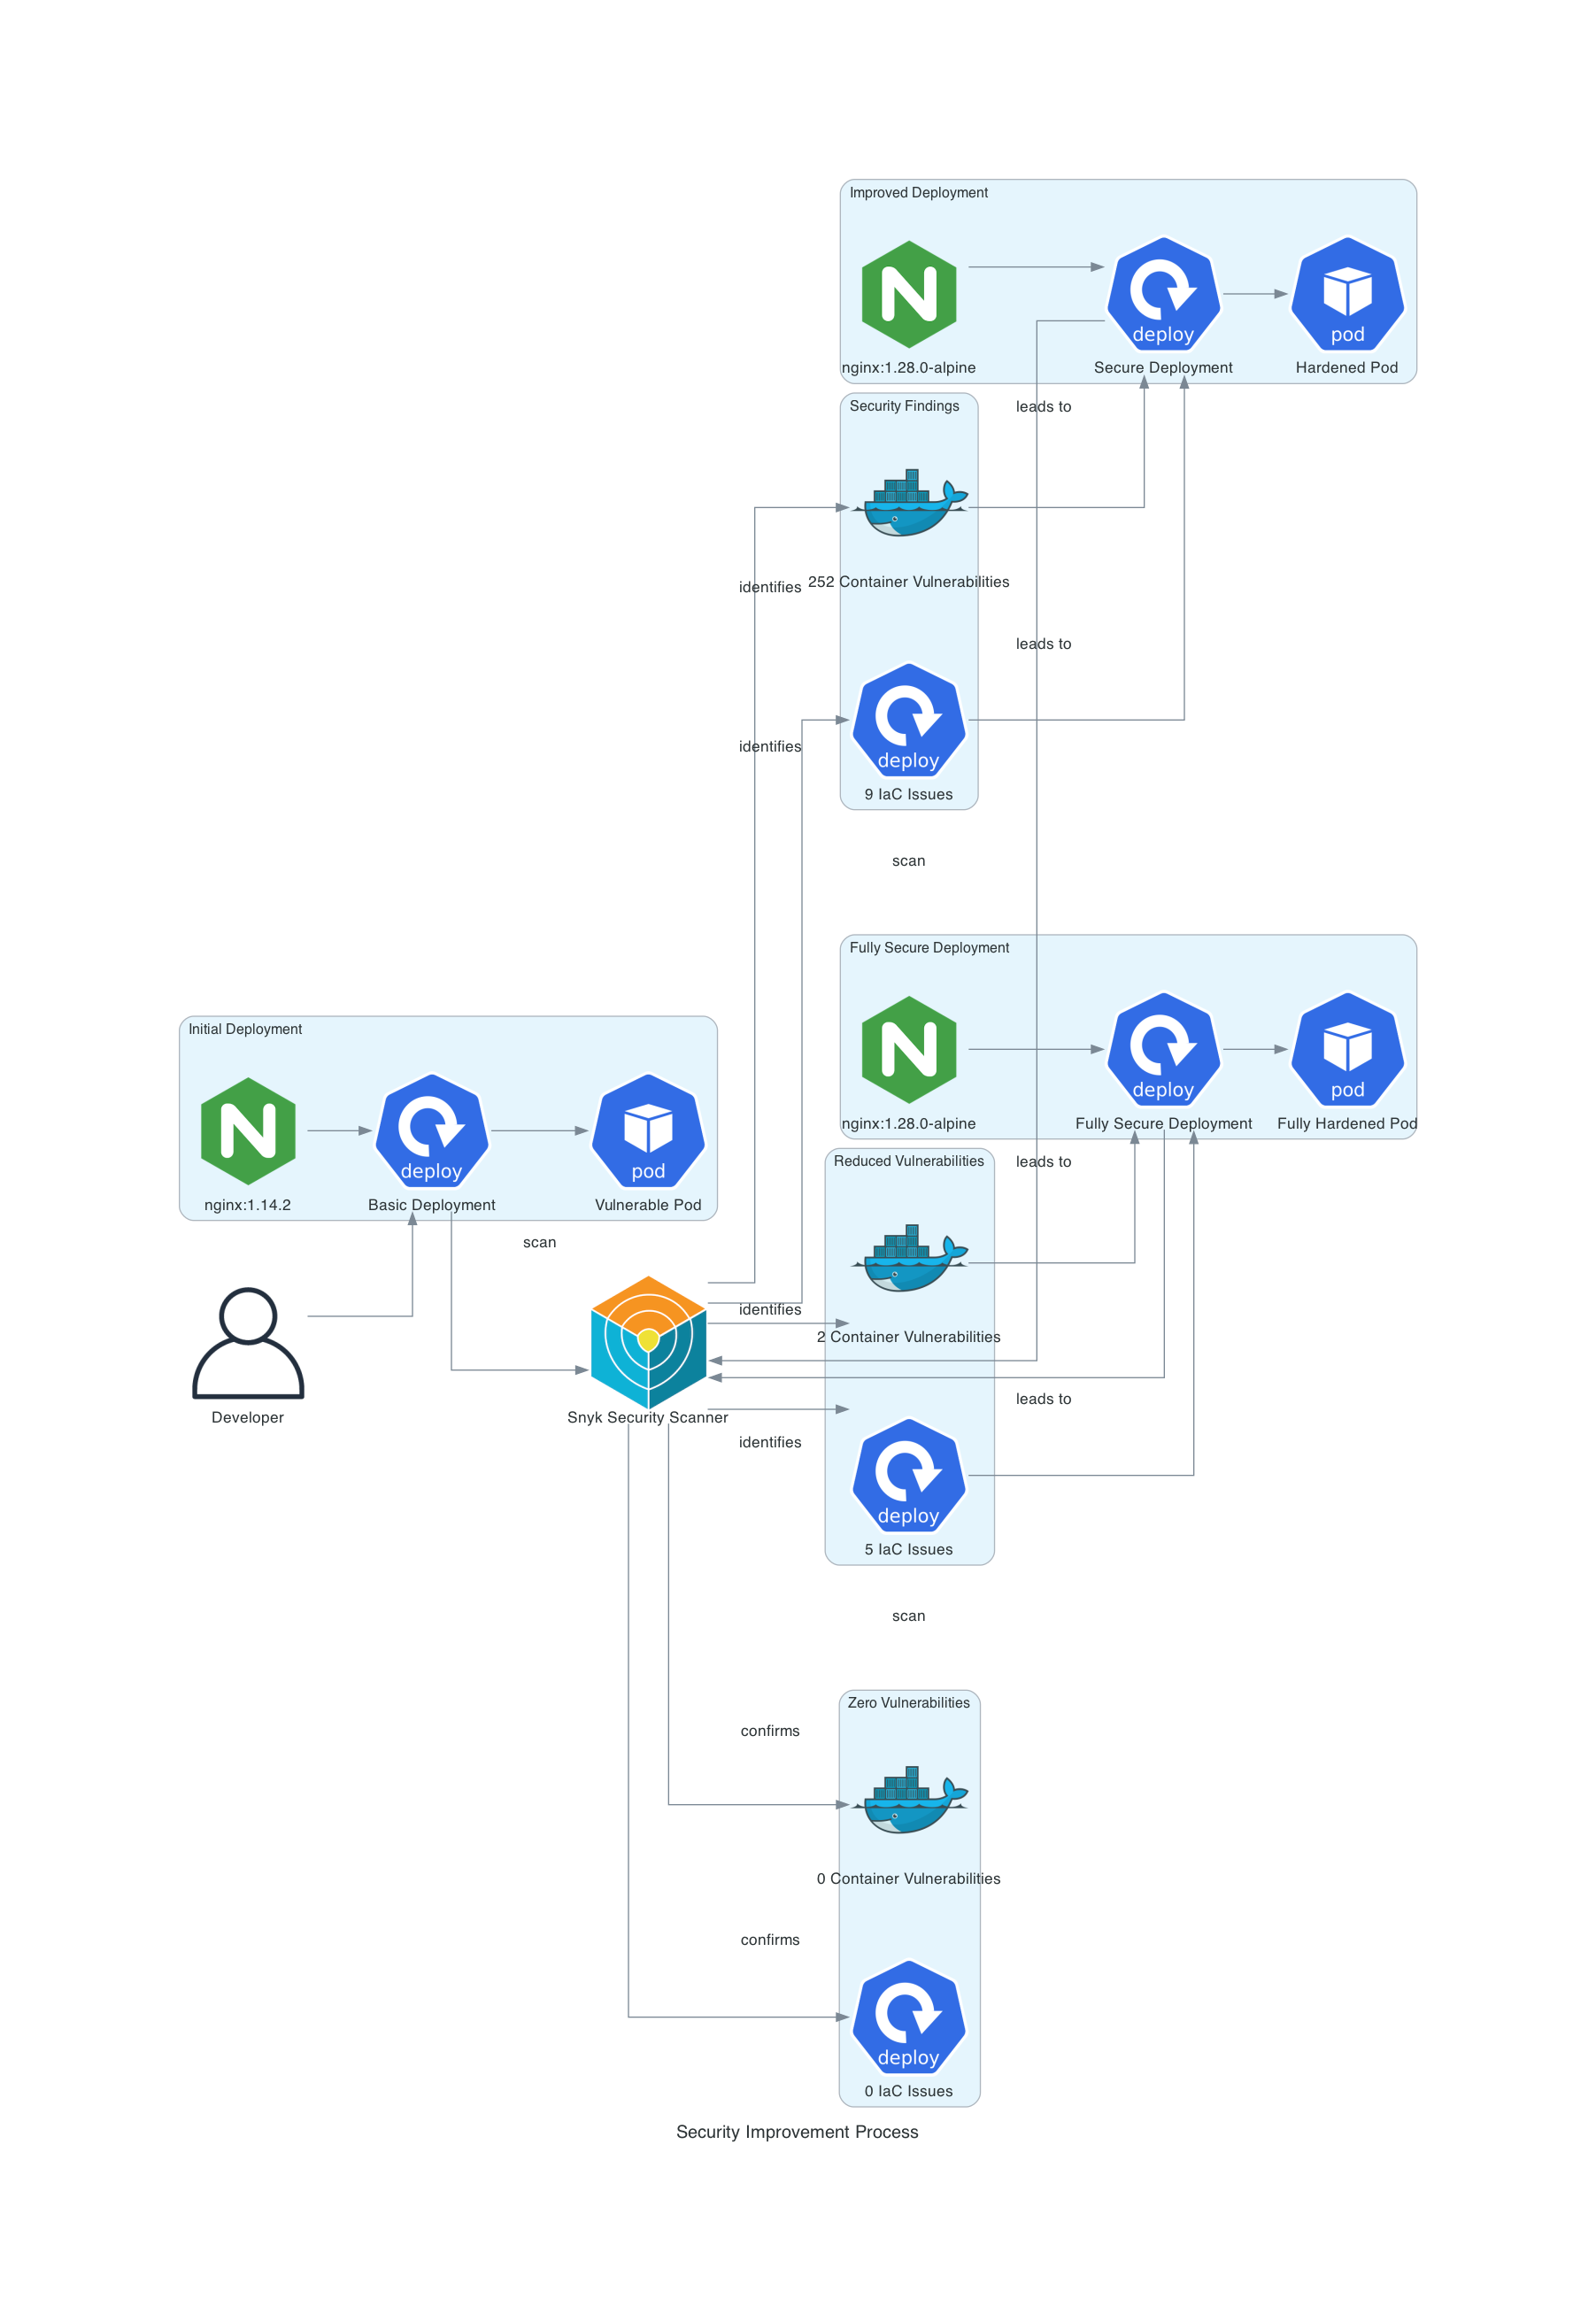 Improved Deployment
deploy
pod
nginx:1.28.0-alpine
Secure Deployment
Hardened Pod
Security Findings
leads to
252 Container Vulnerabilities
identifies
leads to
identifies
deploy
9 IaC Issues
scan
Fully Secure Deployment
deploy
pod
nginx:1.28.0-alpine
Fully Secure Deployment
Fully Hardened Pod
Initial Deployment
deploy
pod
nginx:1.14.2
Basic Deployment
Vulnerable Pod
scan
Reduced Vulnerabilities
leads to
identifies
2 Container Vulnerabilities
leads to
Developer
Snyk Security Scanner
identifies
deploy
5 IaC Issues
scan
Zero Vulnerabilities
confirms
0 Container Vulnerabilities
confirms
deploy
0 IaC Issues
Security Improvement Process